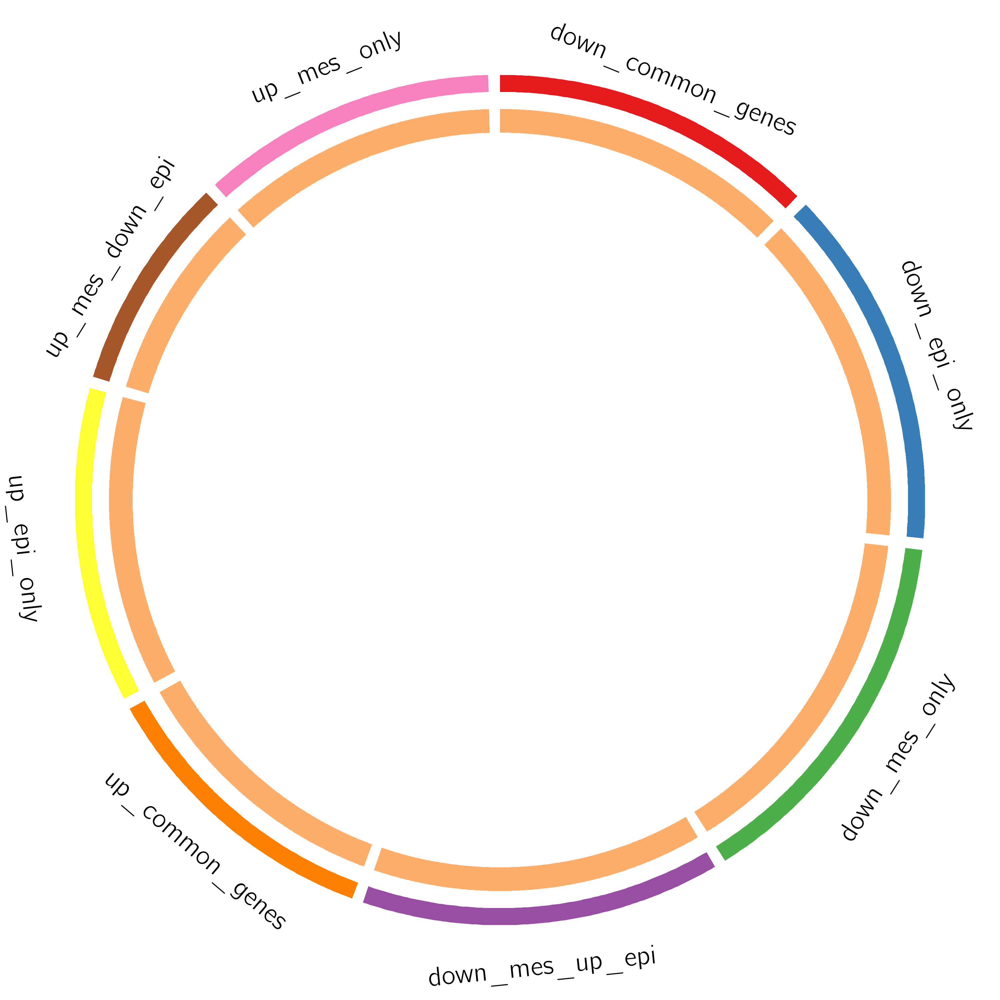 down_common_genes
down_epi_only
down_mes_only
down_mes_up_epi
up_common_genes
up_epi_only
up_mes_down_epi
up_mes_only